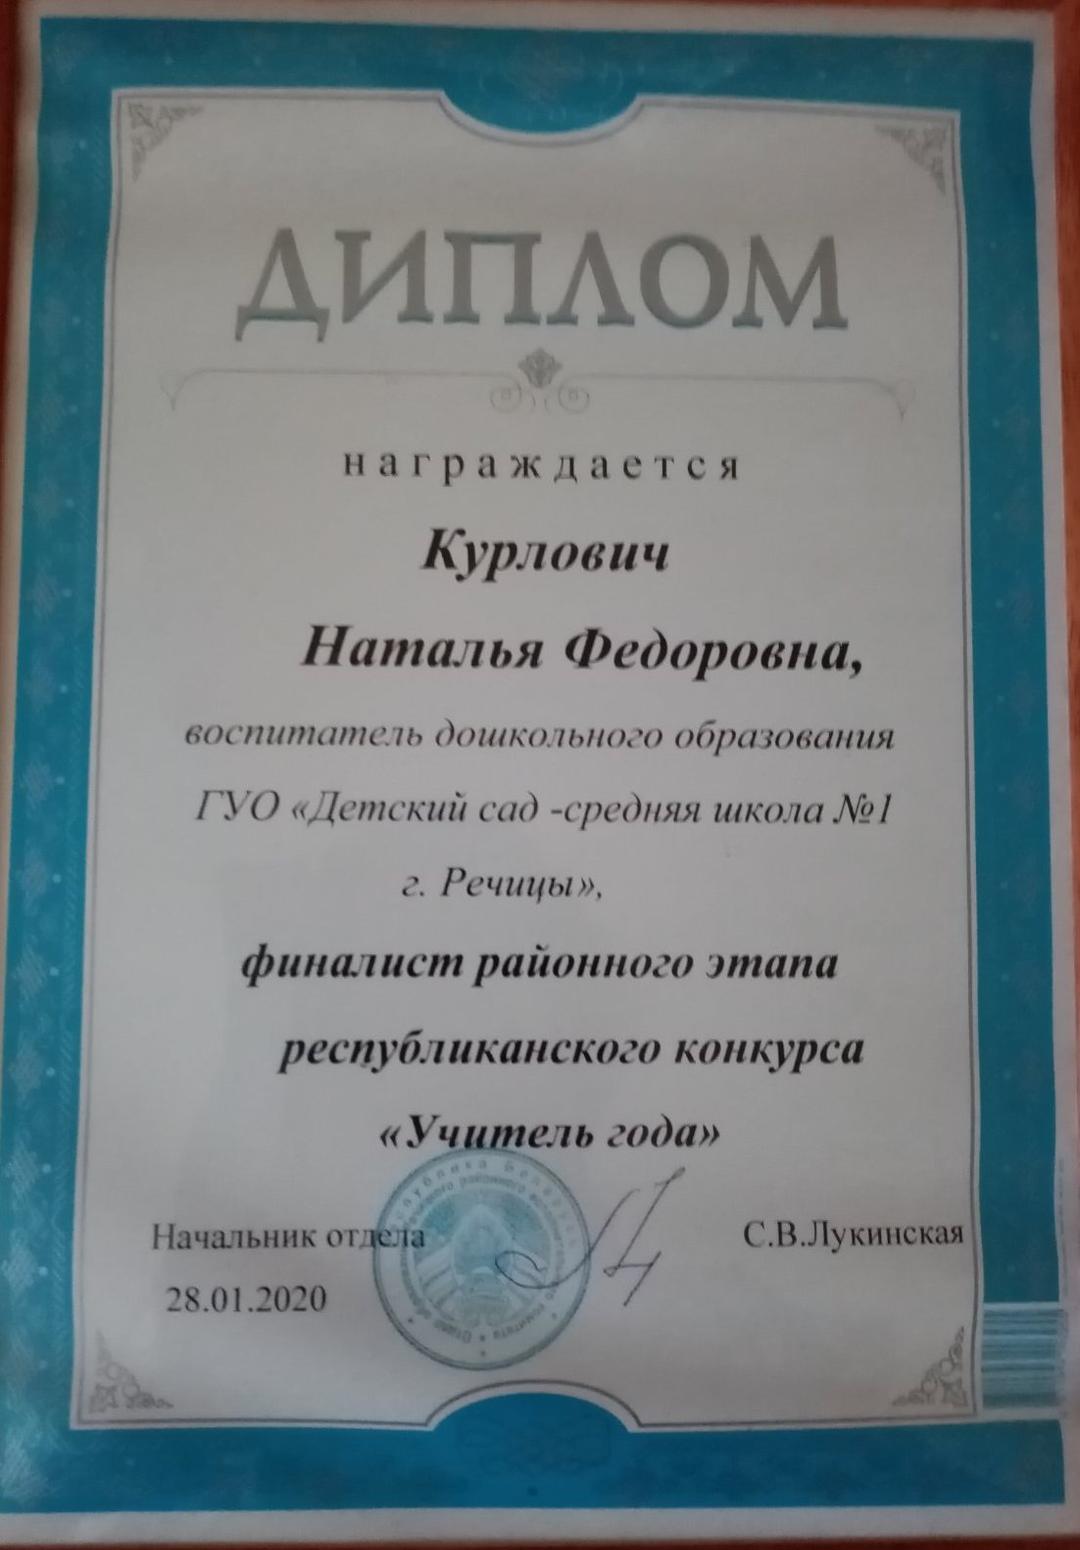 ДИПЛОМ
награждается
Курлович
Наталья Федоровна,
воспитатель дошкольного образования
ГУО «Детский сад -средняя школа №1
г. Речицы»,
финалист районного этапа
республиканского конкурса
«Учитель года»
Начальник отдела
С.В.Лукинская
28.01.2020